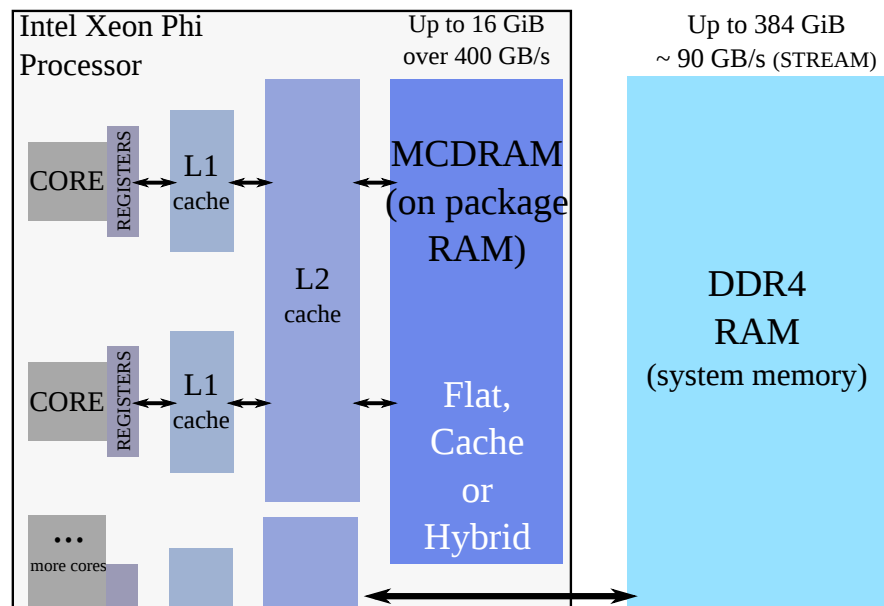 Intel Xeon Phi
Processor
Up to 16 GiB
over 400 GB/s
Up to 384 GiB
~ 90 GB/s (STREAM)
CORE
REGISTERS
L1
cache
MCDRAM
(on package
RAM)
L2
cache
DDR4
RAM
(system memory)
CORE
REGISTERS
L1
cache
Flat,
Cache
or
Hybrid
...
more cores